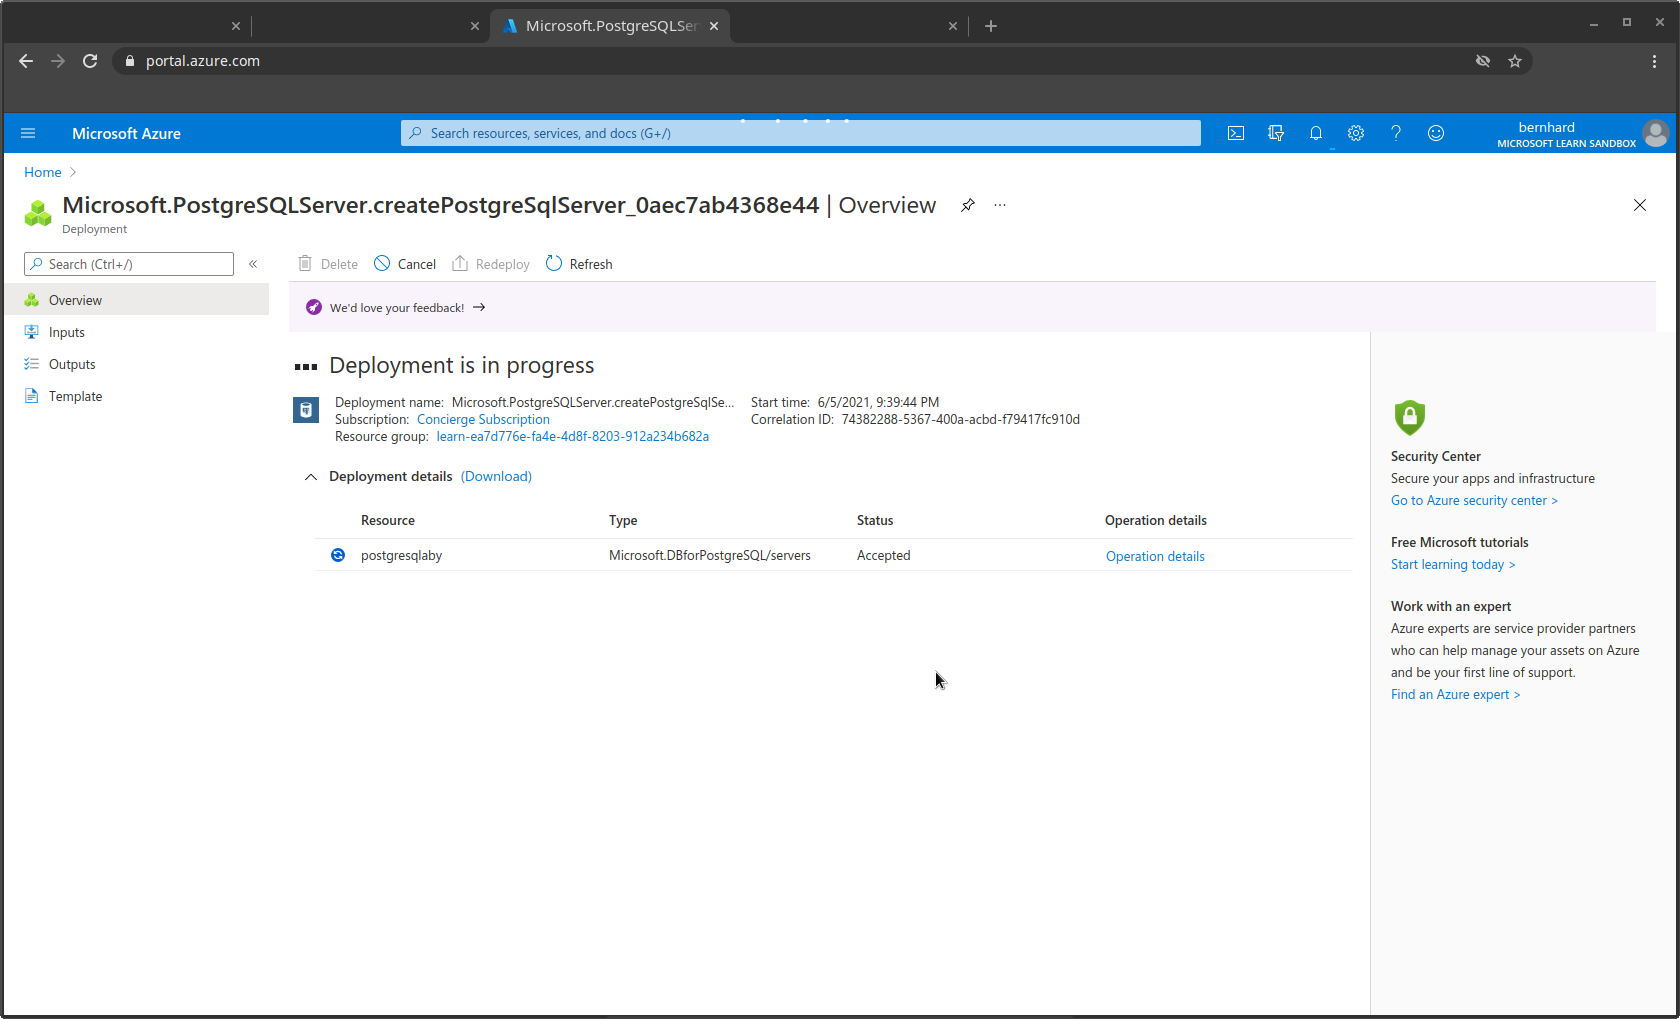 Microsoft.PostgreSQLSer
portal.azure.com
Microsoft Azure
Search resources, services, and docs (G+/)
bernhard
MICROSOFT LEARN SANDBOX
Home
Microsoft.PostgreSQLServer.createPostgreSqlServer_0aec7ab4368e44 | Overview
Deployment
Search (Ctrl+/)
Delete
Cancel
Redeploy
Refresh
Overview
Inputs
Outputs
Template
We'd love your feedback! →
Deployment is in progress
Deployment name: Microsoft.PostgreSQLServer.createPostgreSqlSe...
Subscription: Concierge Subscription
Resource group: learn-ea7d776e-fa4e-4d8f-8203-912a234b682a
Start time: 6/5/2021, 9:39:44 PM
Correlation ID: 74382288-5367-400a-acbd-f79417fc910d
Deployment details (Download)
Resource Type Status Operation details
postgresqlaby Microsoft.DBforPostgreSQL/servers Accepted Operation details
Security Center
Secure your apps and infrastructure
Go to Azure security center >
Free Microsoft tutorials
Start learning today >
Work with an expert
Azure experts are service provider partners
who can help manage your assets on Azure
and be your first line of support.
Find an Azure expert >